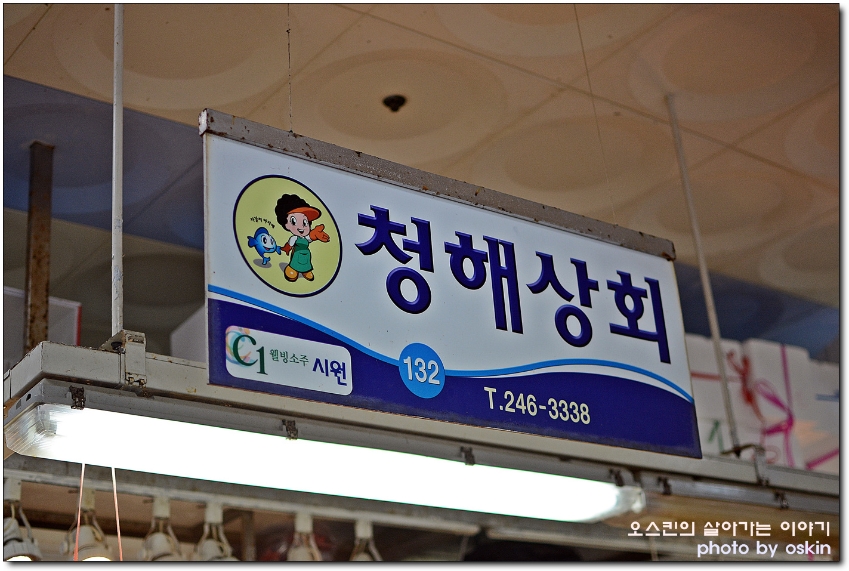 청해상회
C1 웰빙소주 시원
132
T.246-3338
오스킨의 살아가는 이야기
photo by oskin